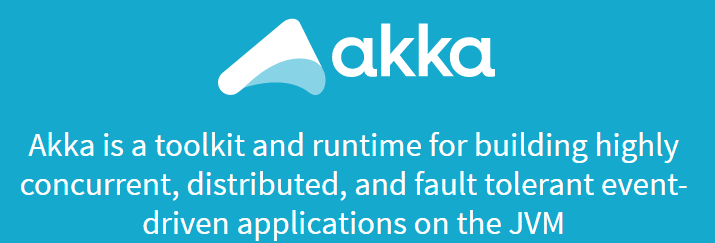 akka
Akka is a toolkit and runtime for building highly
concurrent, distributed, and fault tolerant event-
driven applications on the JVM